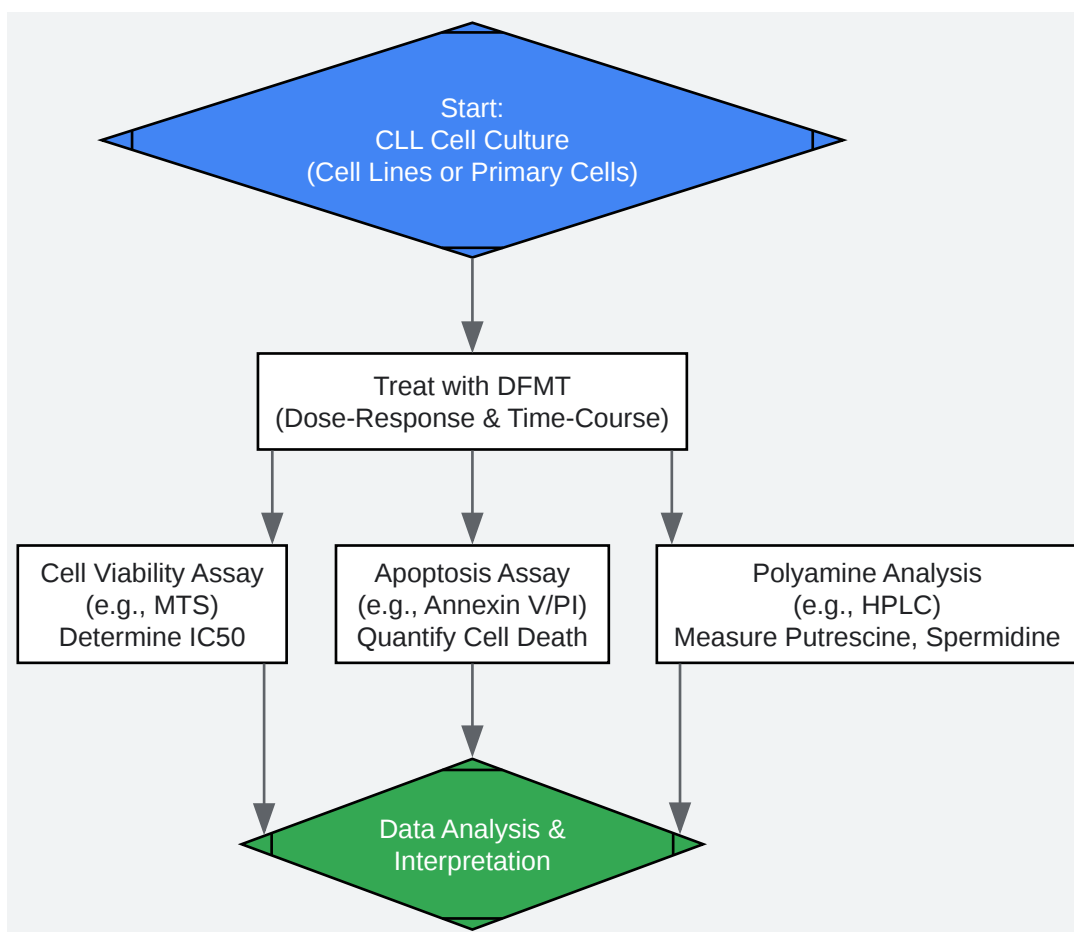 Start:
CLL Cell Culture
(Cell Lines or Primary Cells)
Treat with DFMT
(Dose-Response & Time-Course)
Cell Viability Assay
(e.g., MTS)
Determine IC50
Apoptosis Assay
(e.g., Annexin V/PI)
Quantify Cell Death
Polyamine Analysis
(e.g., HPLC)
Measure Putrescine, Spermidine
Data Analysis &
Interpretation